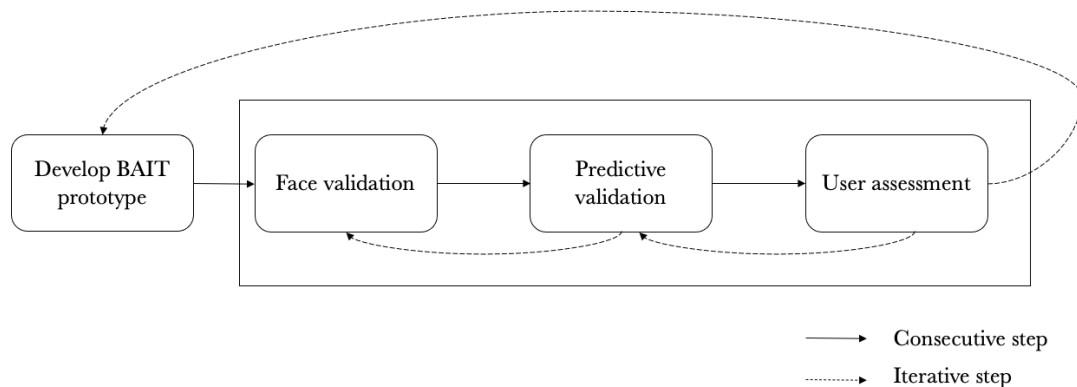 Develop BAIT
prototype
Face validation
Predictive
validation
User assessment
Consecutive step
Iterative step